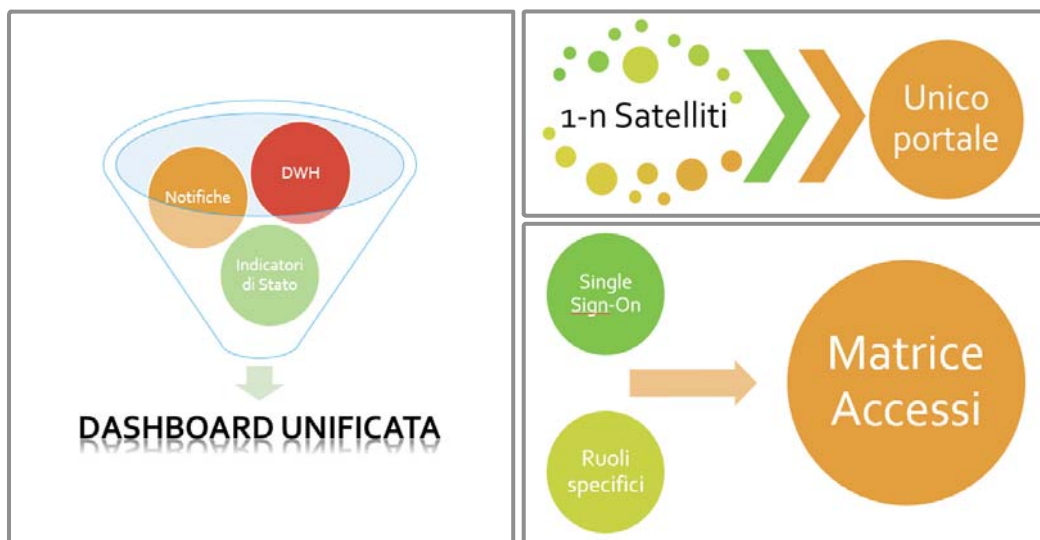 DWH
Notifiche
Indicatori
di Stato
DASHBOARD UNIFICATA
1-n Satelliti
Unico
portale
Single
Sign-On
Ruoli
specifici
Matrice
Accessi